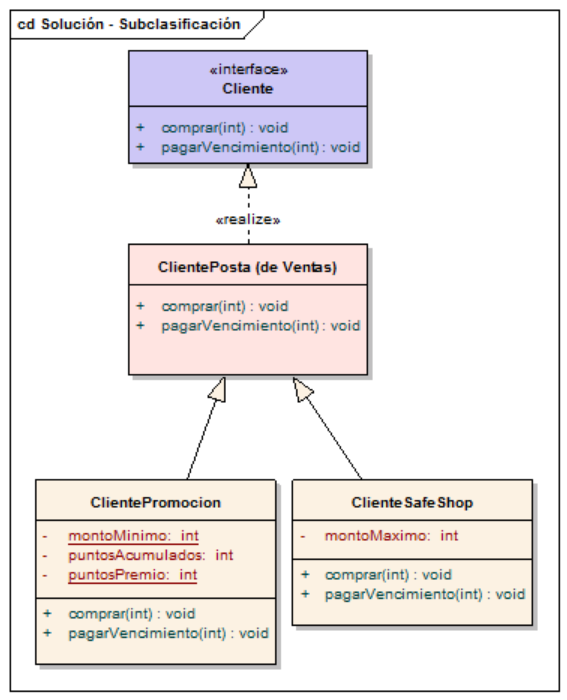 cd Solución - Subclasificación
«interface»
Cliente
+ comprar(int) : void
+ pagarVencimiento(int) : void
«realize»
ClientePosta (de Ventas)
+ comprar(int) : void
+ pagarVencimiento(int) : void
ClientePromocion
- montoMinimo: int
- puntosAcumulados: int
- puntosPremio: int
+ comprar(int) : void
+ pagarVencimiento(int) : void
ClienteSafeShop
- montoMaximo: int
+ comprar(int) : void
+ pagarVencimiento(int) : void